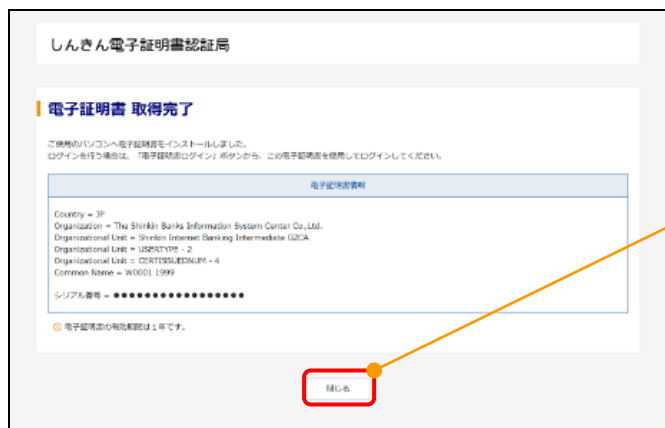 しんきん電子証明書認証局
電子証明書 取得完了
ご使用のパソコンへ電子証明書をインストールしました。
ログインを行う場合は、「電子証明書ログイン」ボタンから、この電子証明書を使用してログインしてください。
電子証明書情報
Country = JP
Organization = The Shinkin Banks Information System Center Co.,Ltd.
Organizational Unit = Shinkin Internet Banking Intermediate G2CA
Organizational Unit = USERTYPE - 2
Organizational Unit = CERTISSUEDNUM - 4
Common Name = W0001 1999
シリアル番号 = ●●●●●●●●●●●●●●●●●
電子証明書の有効期限は1年です。
閉じる